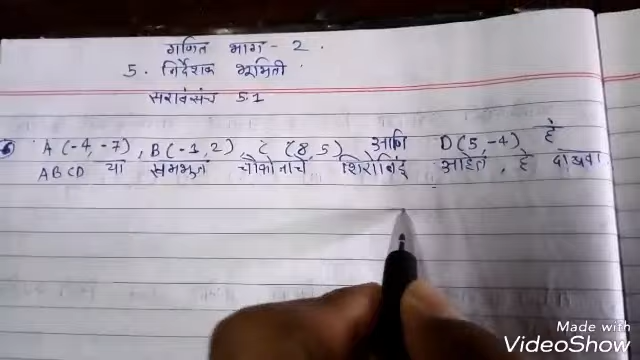 गणित भाग - 2.
5. निर्देशक भूमिती
सरावसंच 5.1
A (-4, -7), B (-1, 2), C (8, 5) आणि D (5, -4) हे
ABCD या समभुज चौकोनाचे शिरोबिंदू आहेत, हे दाखवा.
Made with
VideoShow